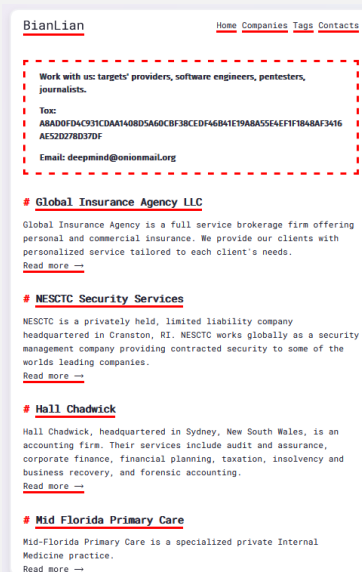 BianLian
Home Companies Tags Contacts
Work with us: targets' providers, software engineers, pentesters,
journalists.
Tox:
A8AD0FD4C931CDAA1408D5A60CBF38CEDF46B41E19A8A55E4EF1F1848AF3416
AE52D278D37DF
Email: deepmind@onionmail.org
# Global Insurance Agency LLC
Global Insurance Agency is a full service brokerage firm offering
personal and commercial insurance. We provide our clients with
personalized service tailored to each client's needs.
Read more →
# NESCTC Security Services
NESCTC is a privately held, limited liability company
headquartered in Cranston, RI. NESCTC works globally as a security
management company providing contracted security to some of the
worlds leading companies.
Read more →
# Hall Chadwick
Hall Chadwick, headquartered in Sydney, New South Wales, is an
accounting firm. Their services include audit and assurance,
corporate finance, financial planning, taxation, insolvency and
business recovery, and forensic accounting.
Read more →
# Mid Florida Primary Care
Mid-Florida Primary Care is a specialized private Internal
Medicine practice.
Read more →